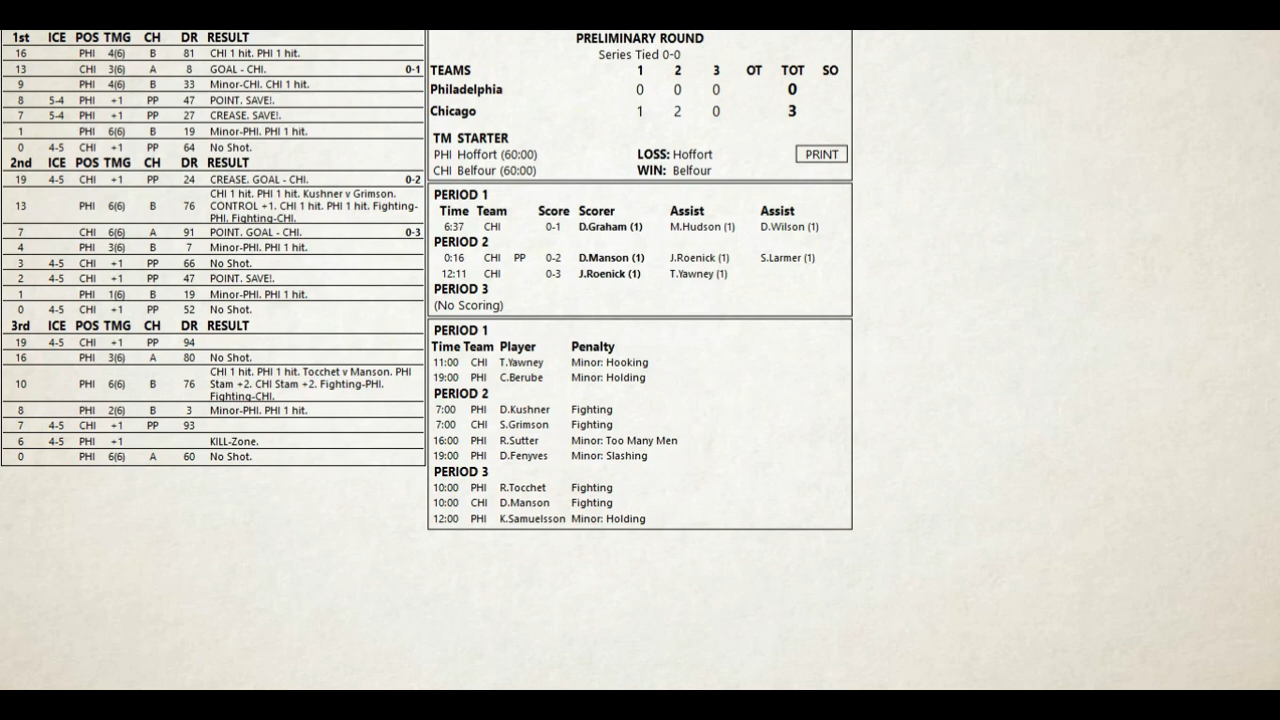 1st ICE POS TMG CH DR RESULT
16 PHI 4(6) B 81 CHI 1 hit. PHI 1 hit.
13 CHI 3(6) A 8 GOAL - CHI. 0-1
9 PHI 4(6) B 33 Minor-CHI. CHI 1 hit.
8 5-4 PHI +1 PP 47 POINT. SAVE!.
7 5-4 PHI +1 PP 27 CREASE. SAVE!.
1 PHI 6(6) B 19 Minor-PHI. PHI 1 hit.
0 4-5 CHI +1 PP 64 No Shot.
2nd ICE POS TMG CH DR RESULT
19 4-5 CHI +1 PP 24 CREASE. GOAL - CHI. 0-2
13 PHI 6(6) B 76 CHI 1 hit. PHI 1 hit. Kushner v Grimson.
CONTROL +1. CHI 1 hit. PHI 1 hit. Fighting-
PHI. Fighting-CHI.
7 CHI 6(6) A 91 POINT. GOAL - CHI. 0-3
4 PHI 3(6) B 7 Minor-PHI. PHI 1 hit.
3 4-5 CHI +1 PP 66 No Shot.
2 4-5 CHI +1 PP 47 POINT. SAVE!.
1 PHI 1(6) B 19 Minor-PHI. PHI 1 hit.
0 4-5 CHI +1 PP 52 No Shot.
3rd ICE POS TMG CH DR RESULT
19 4-5 CHI +1 PP 94
16 PHI 3(6) A 80 No Shot.
10 PHI 6(6) B 76 CHI 1 hit. PHI 1 hit. Tocchet v Manson. PHI
Stam +2. CHI Stam +2. Fighting-PHI.
Fighting-CHI.
8 PHI 2(6) B 3 Minor-PHI. PHI 1 hit.
7 4-5 CHI +1 PP 93
6 4-5 PHI +1 KILL-Zone.
0 PHI 6(6) A 60 No Shot.
PRELIMINARY ROUND
Series Tied 0-0
TEAMS 1 2 3 OT TOT SO
Philadelphia 0 0 0 0
Chicago 1 2 0 3
TM STARTER
PHI Hoffort (60:00) LOSS: Hoffort PRINT
CHI Belfour (60:00) WIN: Belfour
PERIOD 1
Time Team Score Scorer Assist Assist
6:37 CHI 0-1 D.Graham (1) M.Hudson (1) D.Wilson (1)
PERIOD 2
0:16 CHI PP 0-2 D.Manson (1) J.Roenick (1) S.Larmer (1)
12:11 CHI 0-3 J.Roenick (1) T.Yawney (1)
PERIOD 3
(No Scoring)
PERIOD 1
Time Team Player Penalty
11:00 CHI T.Yawney Minor: Hooking
19:00 PHI C.Berube Minor: Holding
PERIOD 2
7:00 PHI D.Kushner Fighting
7:00 CHI S.Grimson Fighting
16:00 PHI R.Sutter Minor: Too Many Men
19:00 PHI D.Fenyves Minor: Slashing
PERIOD 3
10:00 PHI R.Tocchet Fighting
10:00 CHI D.Manson Fighting
12:00 PHI K.Samuelsson Minor: Holding